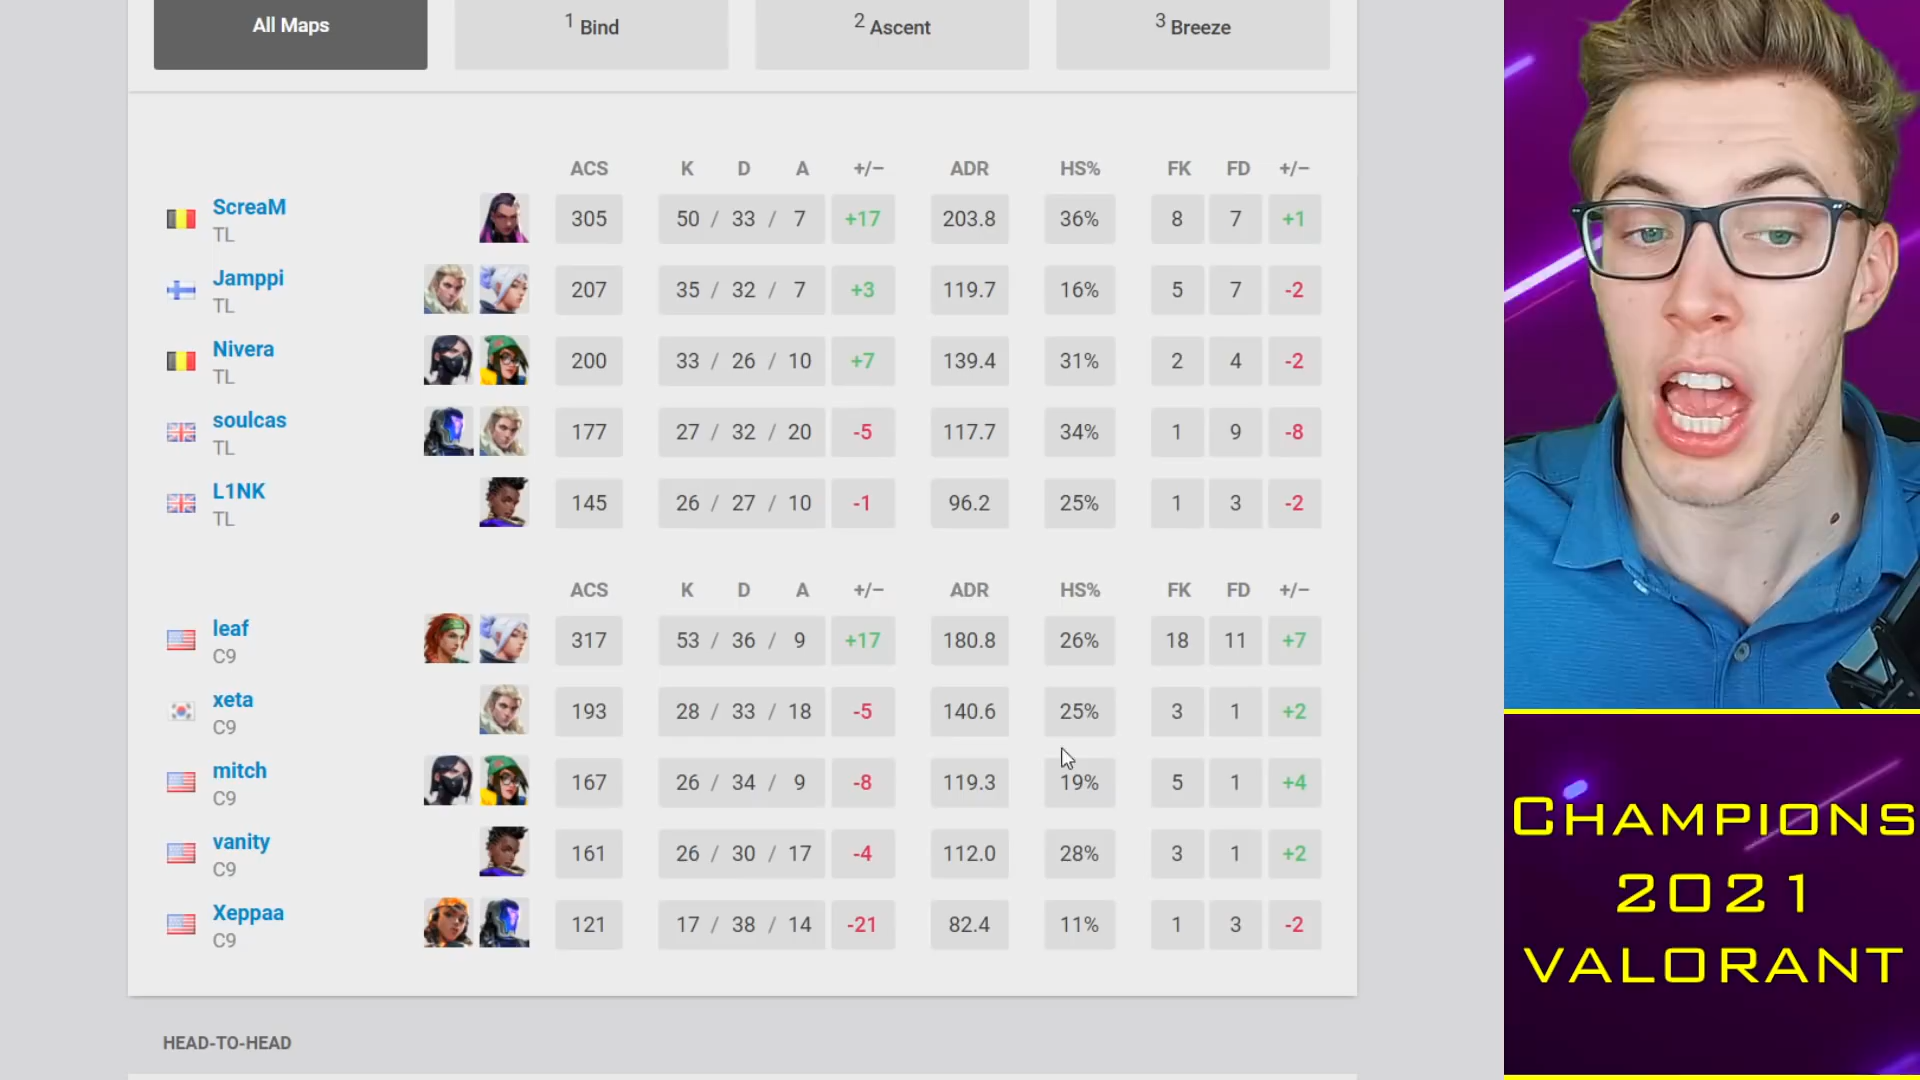 All Maps 1 Bind 2 Ascent 3 Breeze
ACS K D A +/– ADR HS% FK FD +/–
ScreaM 305 50 / 33 / 7 +17 203.8 36% 8 7 +1
TL
Jamppi 207 35 / 32 / 7 +3 119.7 16% 5 7 -2
TL
Nivera 200 33 / 26 / 10 +7 139.4 31% 2 4 -2
TL
soulcas 177 27 / 32 / 20 -5 117.7 34% 1 9 -8
TL
L1NK 145 26 / 27 / 10 -1 96.2 25% 1 3 -2
TL
ACS K D A +/– ADR HS% FK FD +/–
leaf 317 53 / 36 / 9 +17 180.8 26% 18 11 +7
C9
xeta 193 28 / 33 / 18 -5 140.6 25% 3 1 +2
C9
mitch 167 26 / 34 / 9 -8 119.3 19% 5 1 +4
C9
vanity 161 26 / 30 / 17 -4 112.0 28% 3 1 +2
C9
Xeppaa 121 17 / 38 / 14 -21 82.4 11% 1 3 -2
C9
HEAD-TO-HEAD
CHAMPIONS
2021
VALORANT